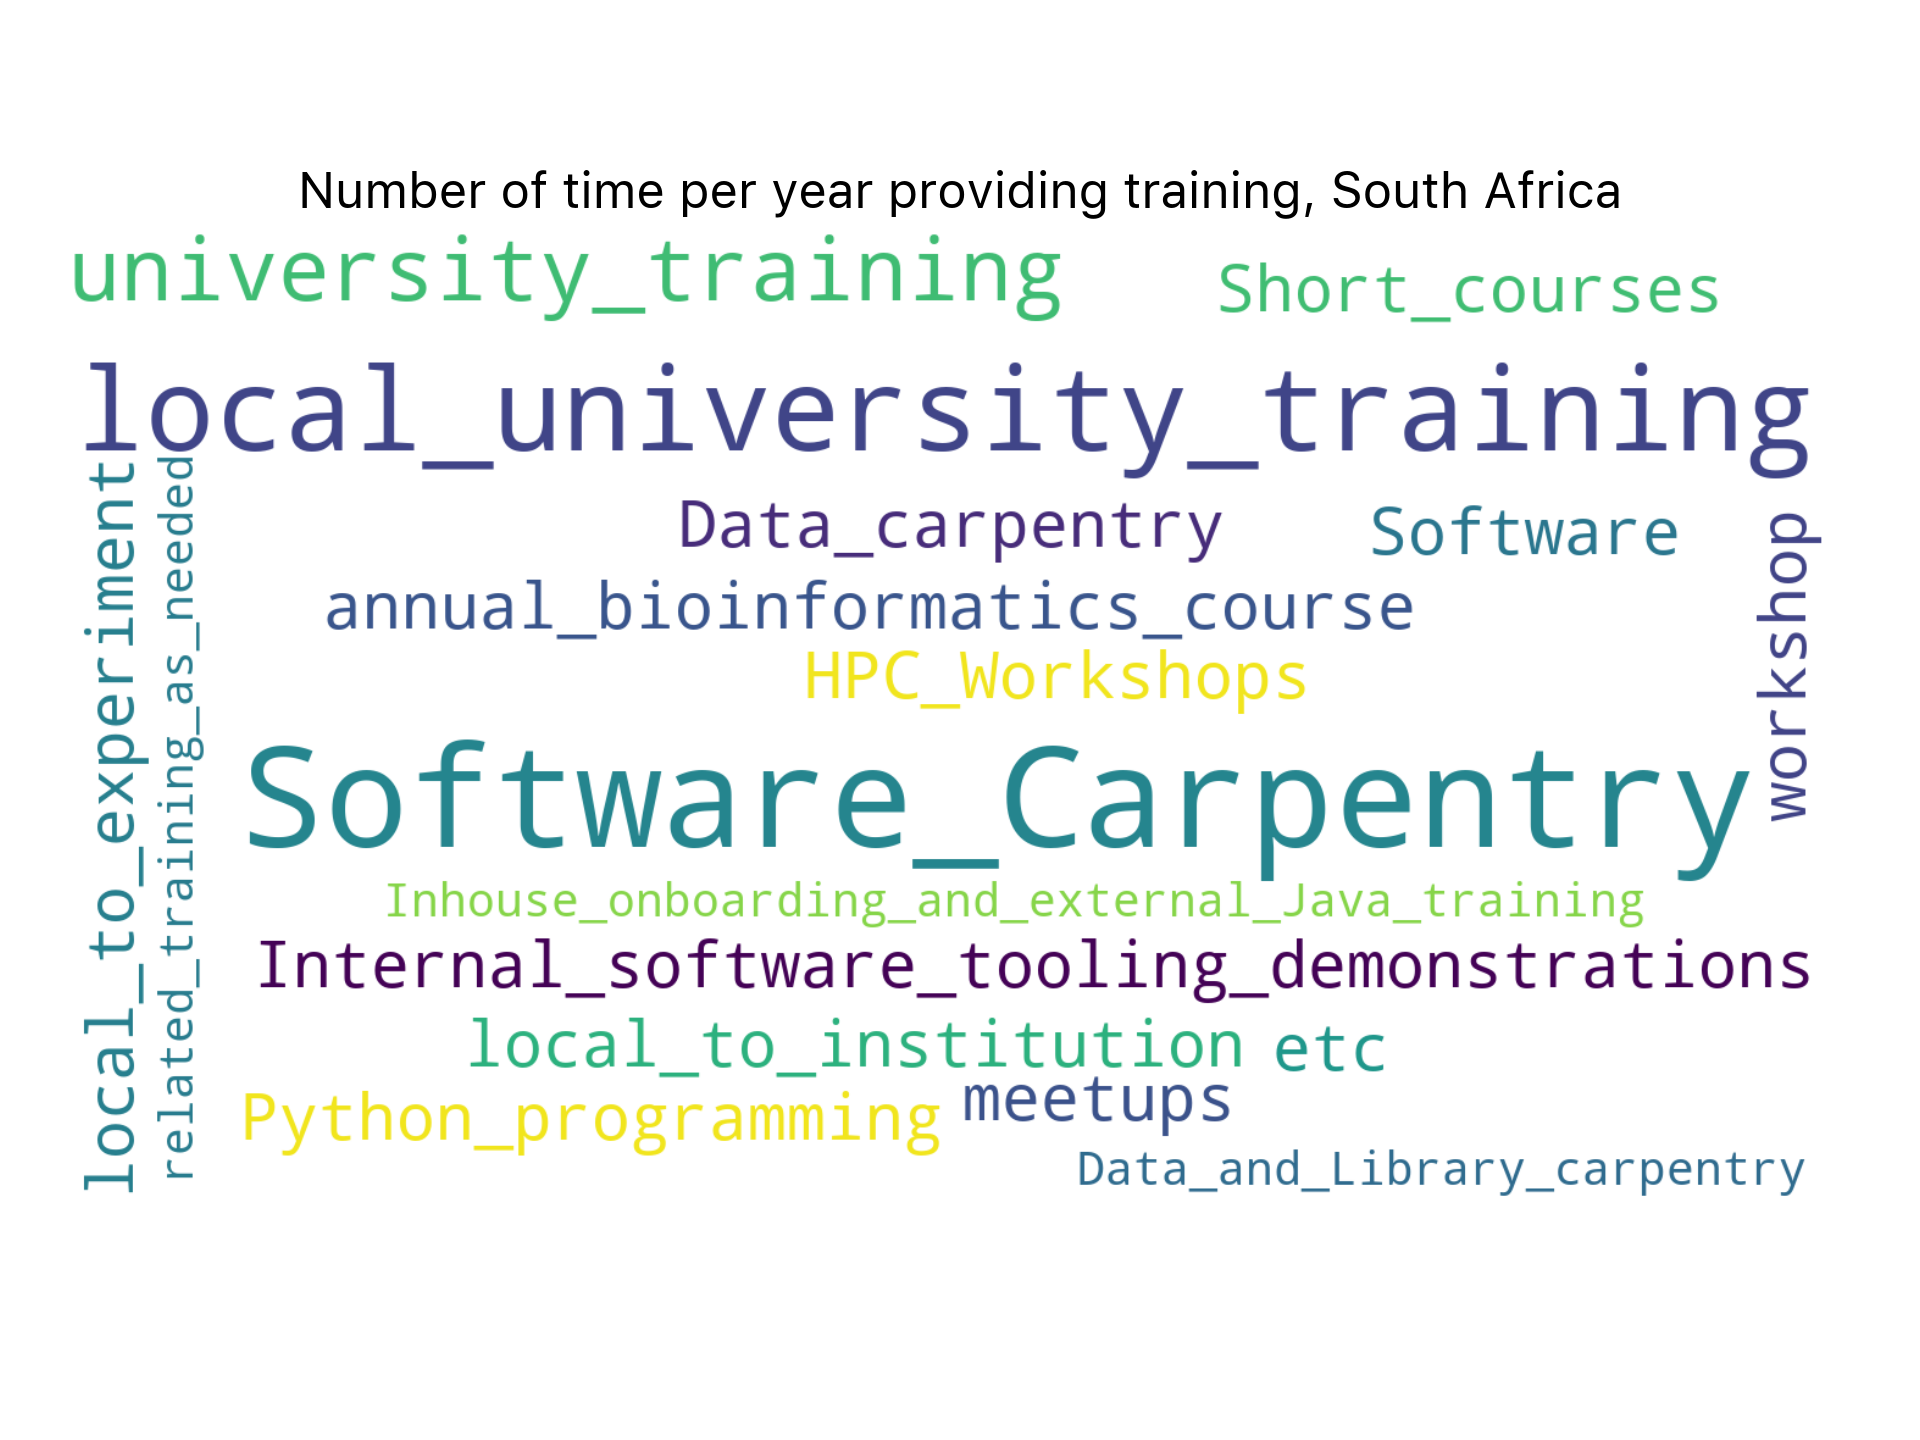 Number of time per year providing training, South Africa
university_training
Short_courses
local_university_training
Data_carpentry
Software
annual_bioinformatics_course
HPC_Workshops
workshop
local_to_experiment
related_training_as_needed
Software_Carpentry
Inhouse_onboarding_and_external_Java_training
Internal_software_tooling_demonstrations
local_to_institution
etc
Python_programming
meetups
Data_and_Library_carpentry